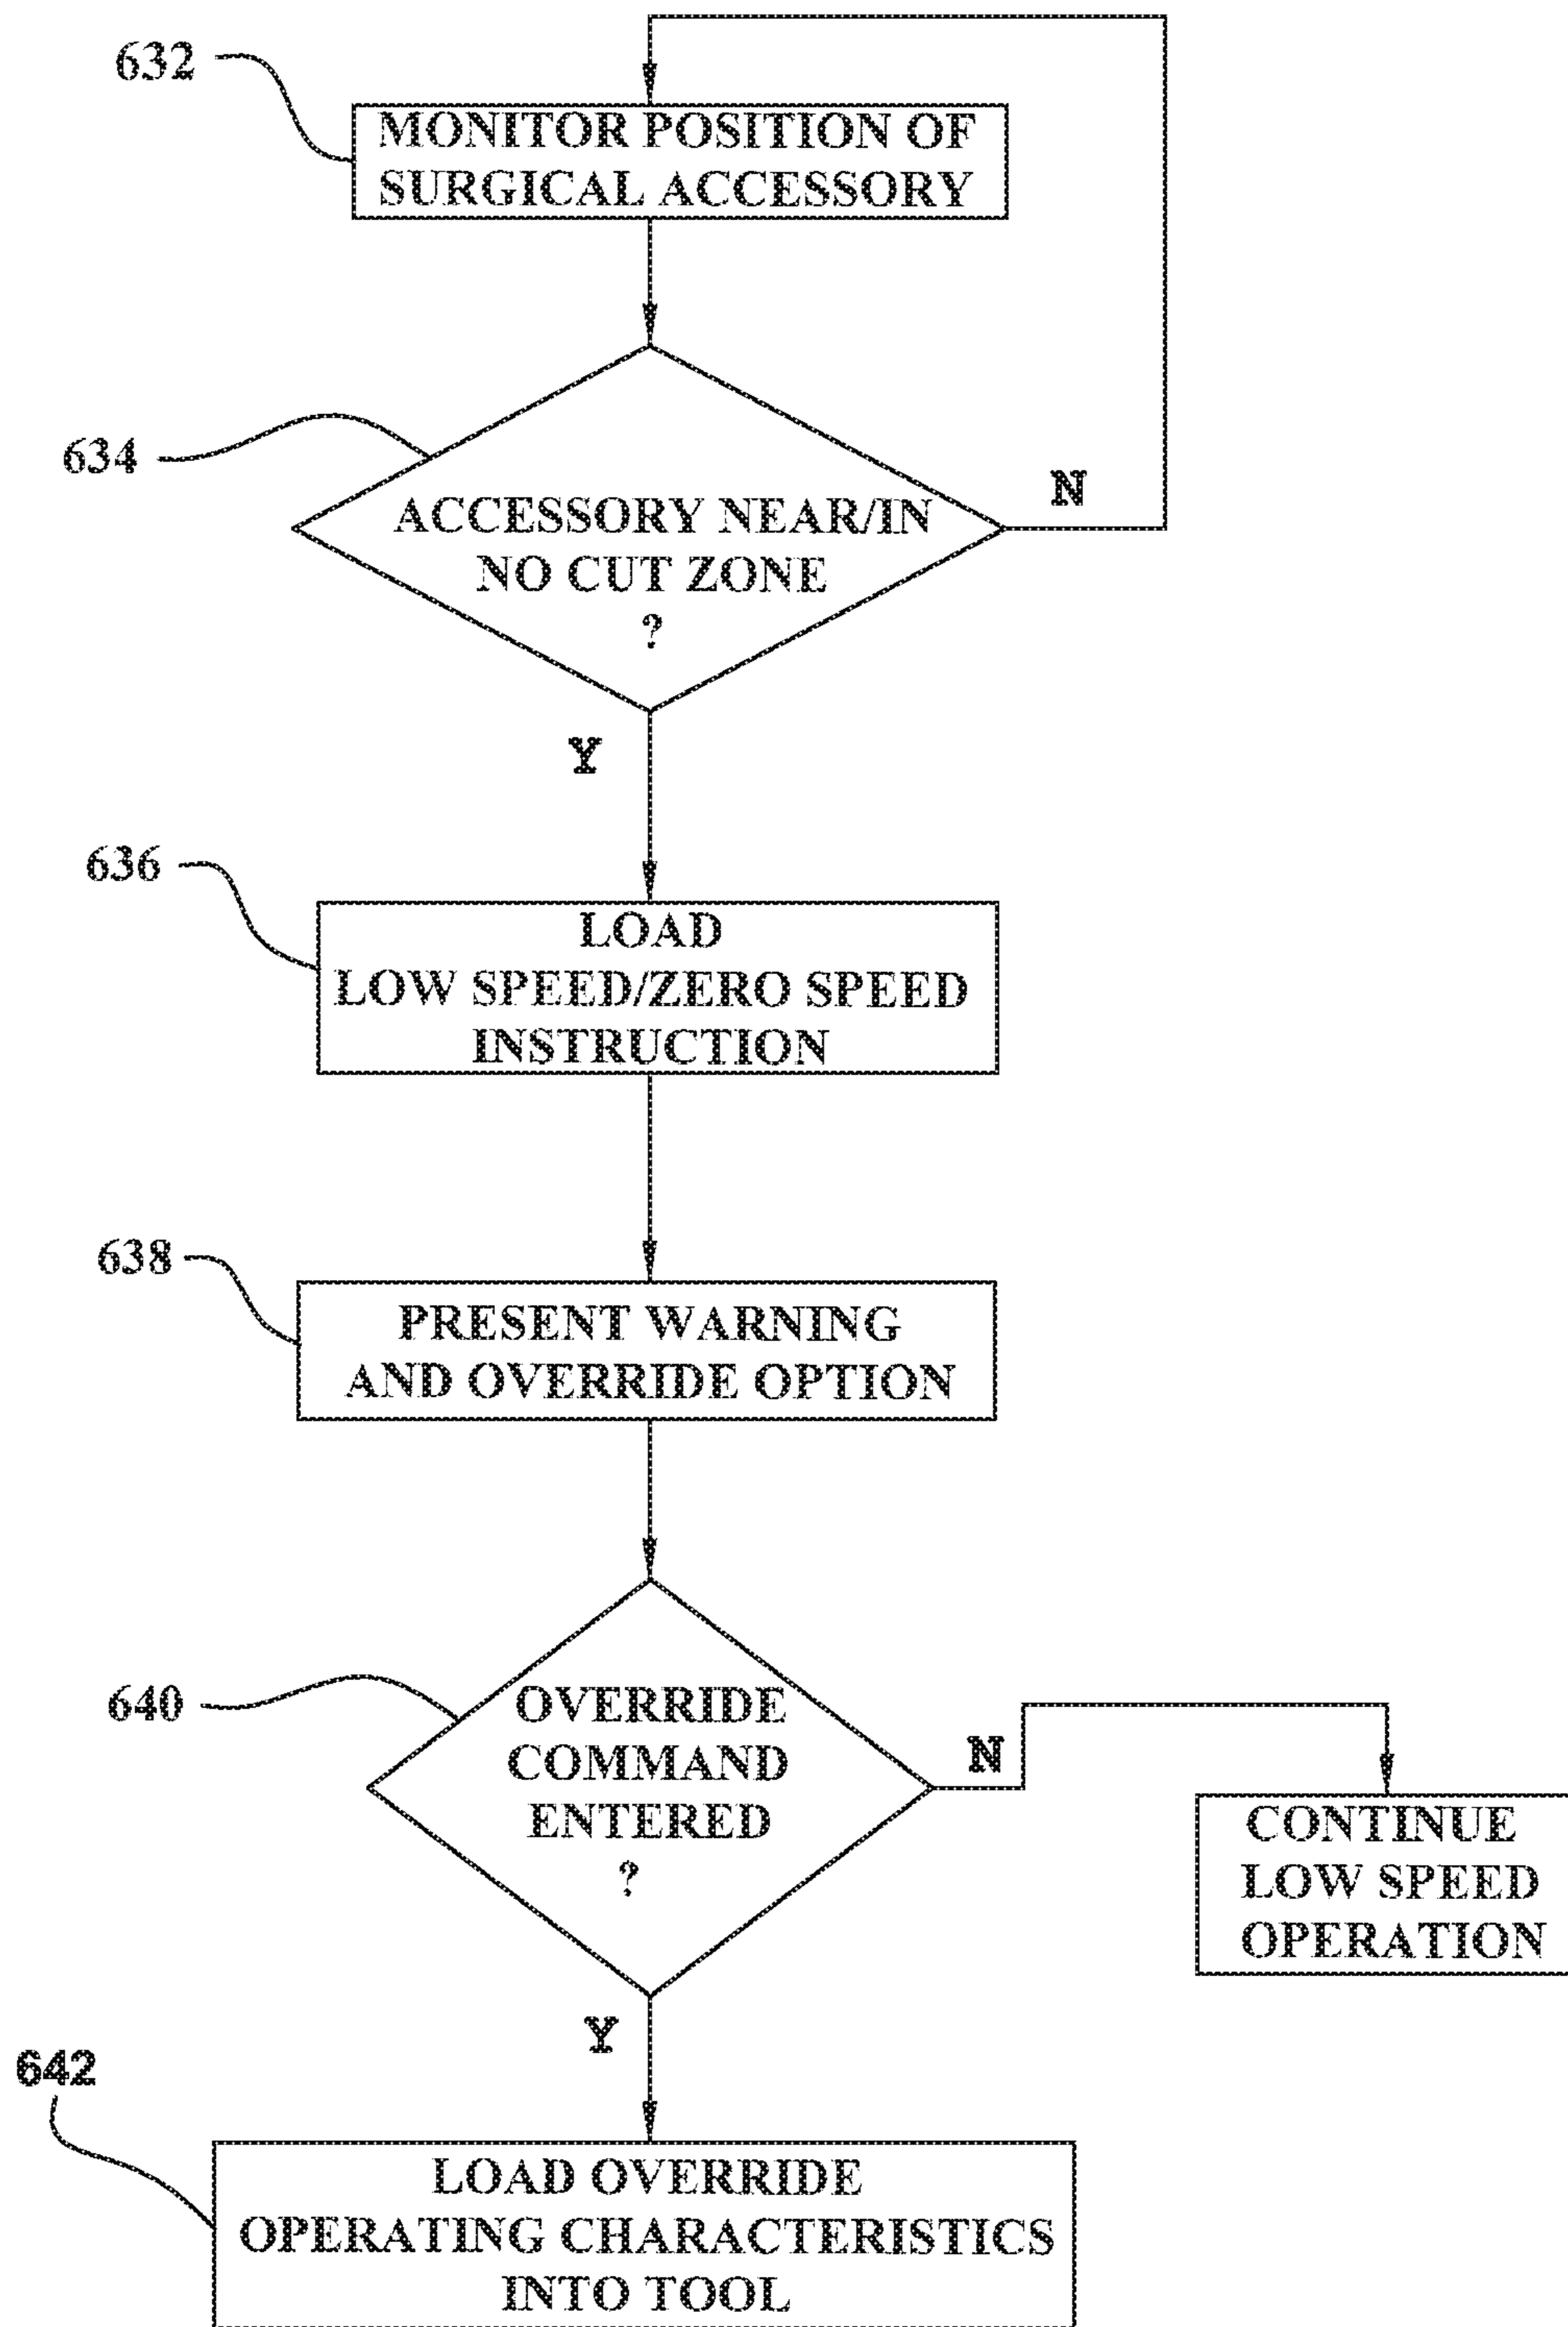 632
MONITOR POSITION OF
SURGICAL ACCESSORY
634
ACCESSORY NEAR/IN
NO CUT ZONE
?
N
Y
636
LOAD
LOW SPEED/ZERO SPEED
INSTRUCTION
638
PRESENT WARNING
AND OVERRIDE OPTION
640
OVERRIDE
COMMAND
ENTERED
?
N
CONTINUE
LOW SPEED
OPERATION
Y
642
LOAD OVERRIDE
OPERATING CHARACTERISTICS
INTO TOOL